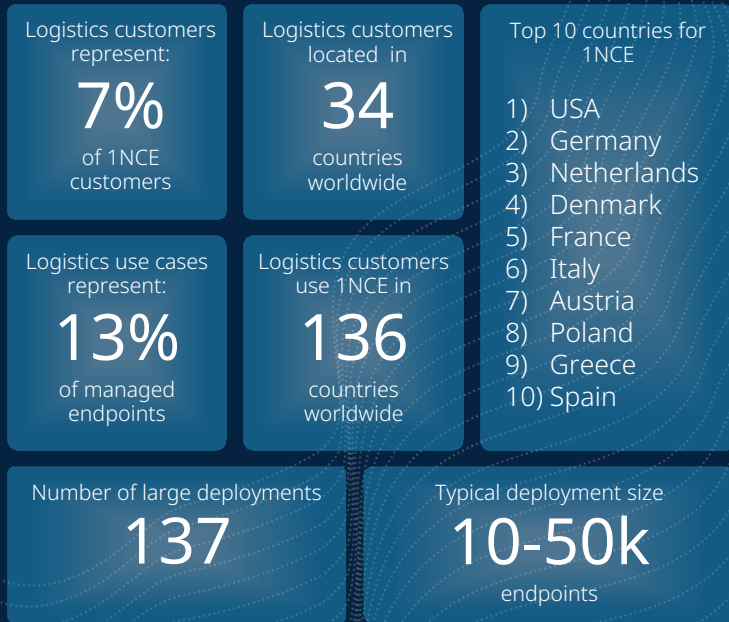 Logistics customers
represent:
7%
of 1NCE
customers
Logistics customers
located in
34
countries
worldwide
Top 10 countries for
1NCE
1) USA
2) Germany
3) Netherlands
4) Denmark
5) France
6) Italy
7) Austria
8) Poland
9) Greece
10) Spain
Logistics use cases
represent:
13%
of managed
endpoints
Logistics customers
use 1NCE in
136
countries
worldwide
Number of large deployments
137
Typical deployment size
10-50k
endpoints